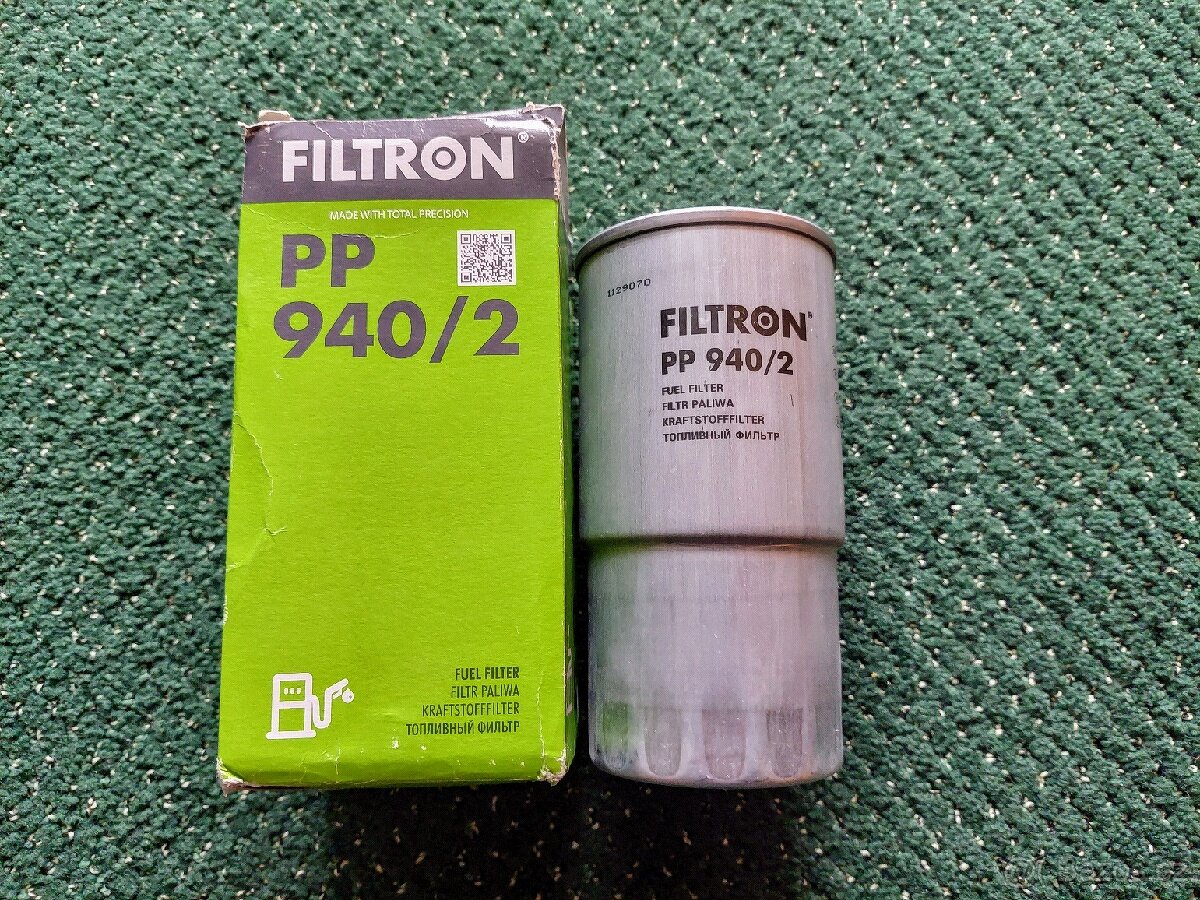 FILTRON®
MADE WITH TOTAL PRECISION
PP
940/2
FUEL FILTER
FILTR PALIWA
KRAFTSTOFFFILTER
ТОПЛИВНЫЙ ФИЛЬТР
1129070
FILTRON®
PP 940/2
FUEL FILTER
FILTR PALIWA
KRAFTSTOFFFILTER
ТОПЛИВНЫЙ ФИЛЬТР